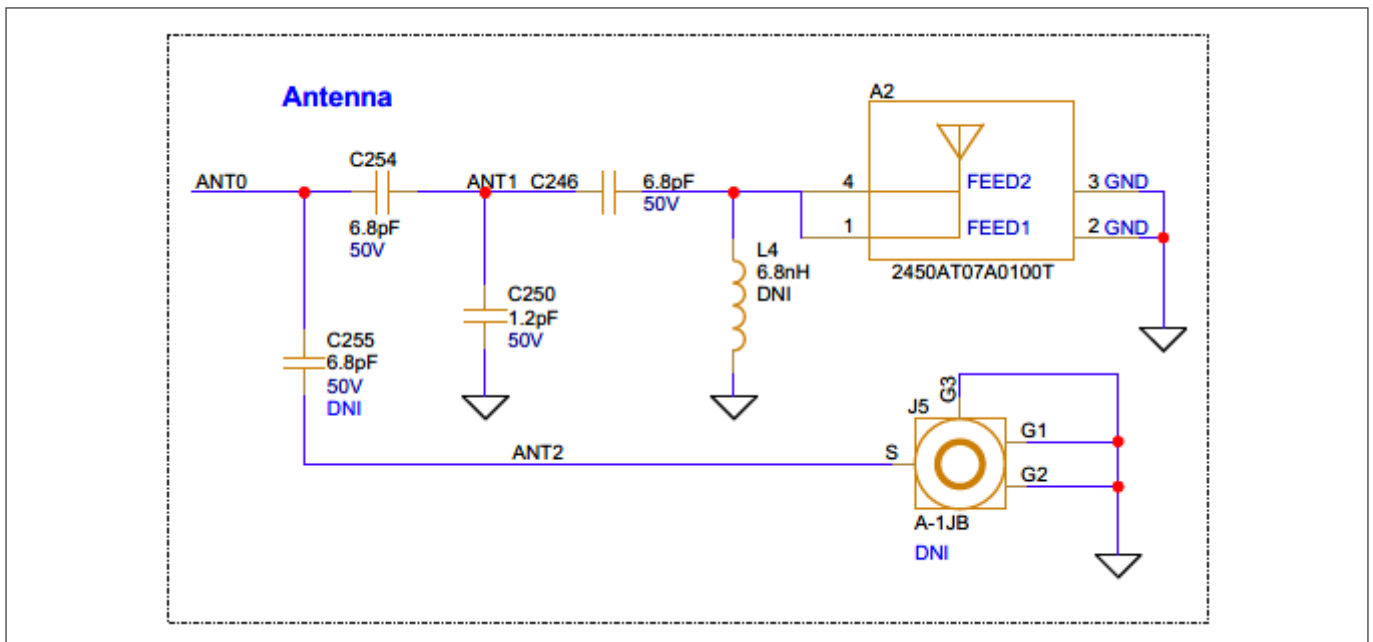 Antenna
A2
C254
ANT0
ANT1 C246
6.8pF
50V
6.8pF
50V
4
FEED2
3 GND
1
FEED1
2 GND
2450AT07A0100T
L4
6.8nH
DNI
C250
1.2pF
50V
C255
6.8pF
50V
DNI
ANT2
S
J5
G3
G1
G2
A-1JB
DNI